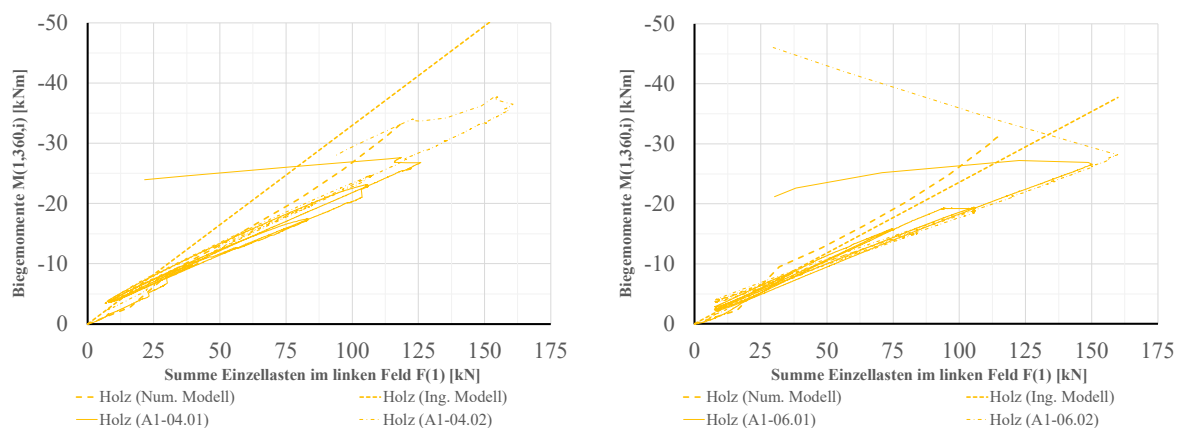 -50
-40
-30
-20
-10
0
Biegemomente M(1,360,i) [kNm]
0 25 50 75 100 125 150 175
Summe Einzellasten im linken Feld F(1) [kN]
Holz (Num. Modell) Holz (Ing. Modell)
Holz (A1-04.01) Holz (A1-04.02)
-50
-40
-30
-20
-10
0
Biegemomente M(1,360,i) [kNm]
0 25 50 75 100 125 150 175
Summe Einzellasten im linken Feld F(1) [kN]
Holz (Num. Modell) Holz (Ing. Modell)
Holz (A1-06.01) Holz (A1-06.02)